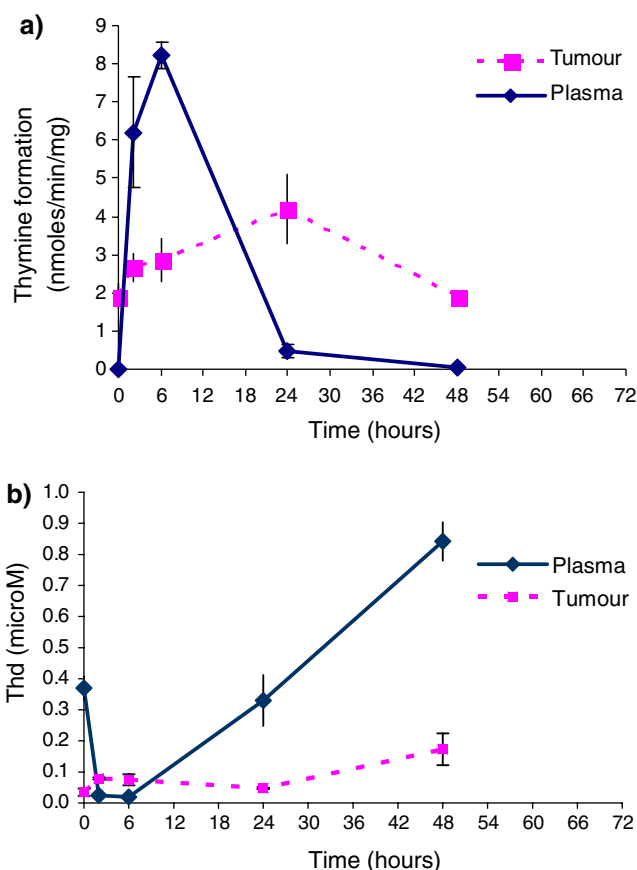 a)
Thymine formation
(nmoles/min/mg)
9
8
7
6
5
4
3
2
1
0
Tumour
Plasma
0 6 12 18 24 30 36 42 48 54 60 66 72
Time (hours)
b)
Thd (microM)
1.0
0.9
0.8
0.7
0.6
0.5
0.4
0.3
0.2
0.1
0.0
Plasma
Tumour
0 6 12 18 24 30 36 42 48 54 60 66 72
Time (hours)